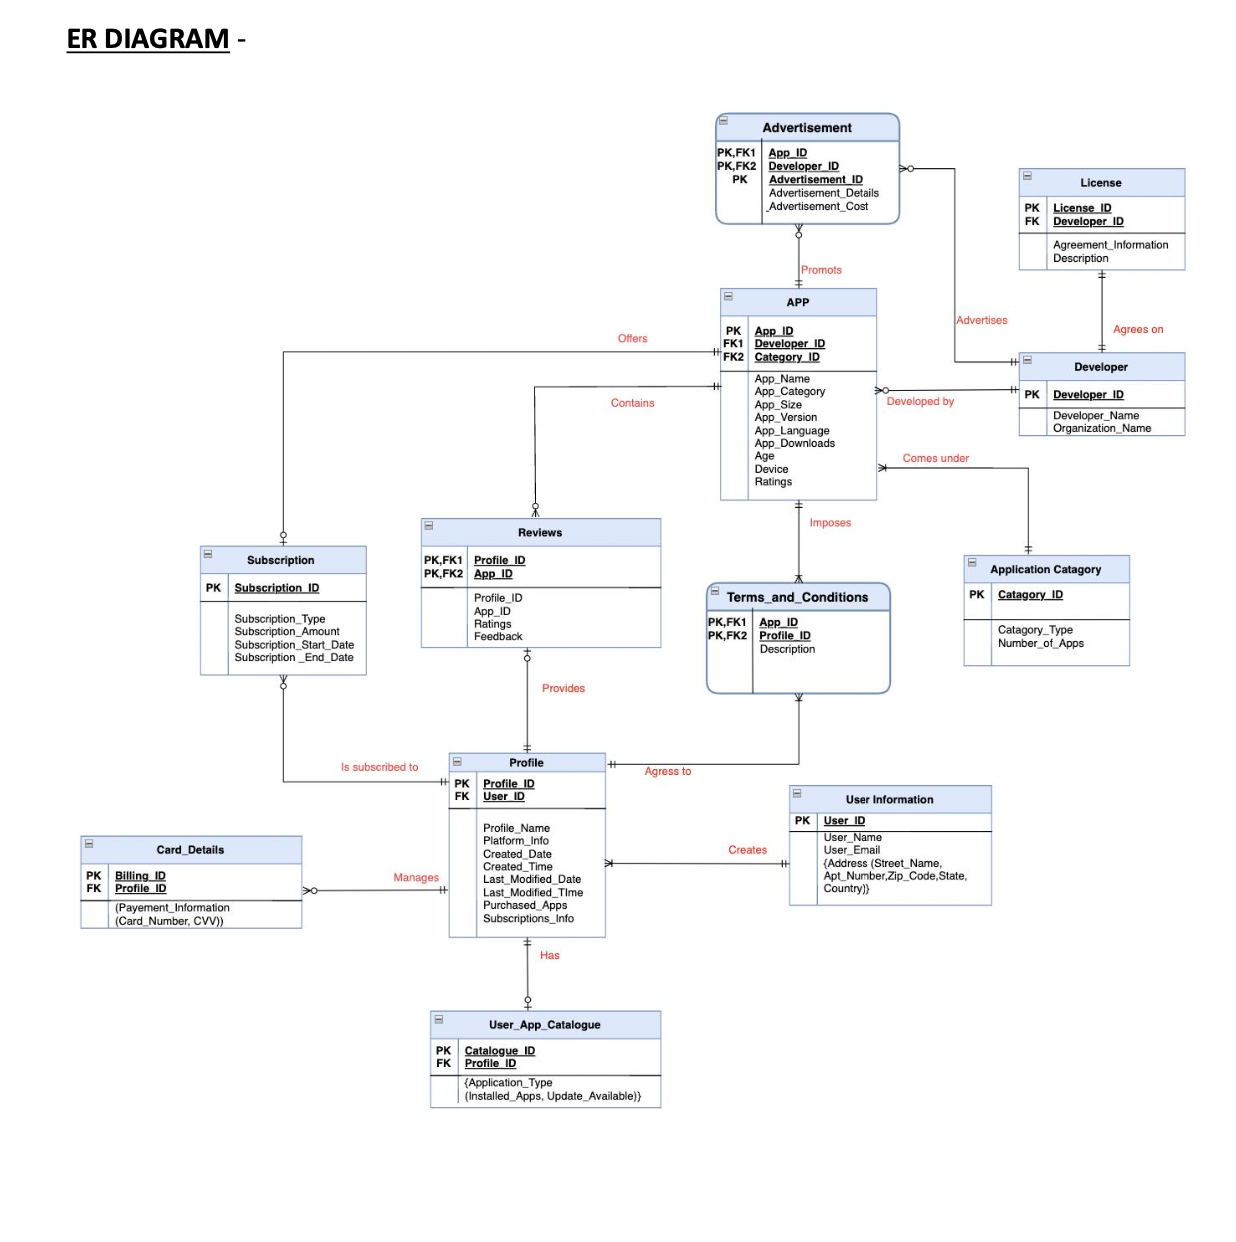 ER DIAGRAM -
Advertisement
PK,FK1 App_ID
PK,FK2 Developer_ID
PK Advertisement_ID
Advertisement_Details
_Advertisement_Cost
License
PK License_ID
FK Developer_ID
Agreement_Information
Description
Promots
Advertises
Agrees on
APP
PK App_ID
FK1 Developer_ID
FK2 Category_ID
App_Name
App_Category
App_Size
App_Version
App_Language
App_Downloads
Age
Device
Ratings
Offers
Contains
Developed by
Developer
PK Developer_ID
Developer_Name
Organization_Name
Comes under
Imposes
Subscription
PK Subscription_ID
Subscription_Type
Subscription_Amount
Subscription_Start_Date
Subscription _End_Date
Reviews
PK,FK1 Profile_ID
PK,FK2 App_ID
Profile_ID
App_ID
Ratings
Feedback
Terms_and_Conditions
PK,FK1 App_ID
PK,FK2 Profile_ID
Description
Application Catagory
PK Catagory_ID
Catagory_Type
Number_of_Apps
Provides
Is subscribed to
Agress to
Profile
PK Profile_ID
FK User_ID
Profile_Name
Platform_Info
Created_Date
Created_Time
Last_Modified_Date
Last_Modified_TIme
Purchased_Apps
Subscriptions_Info
User Information
PK User_ID
User_Name
User_Email
{Address (Street_Name,
Apt_Number,Zip_Code,State,
Country)}
Creates
Manages
Card_Details
PK Billing_ID
FK Profile_ID
(Payement_Information
(Card_Number, CVV))
Has
User_App_Catalogue
PK Catalogue_ID
FK Profile_ID
{Application_Type
(Installed_Apps, Update_Available)}